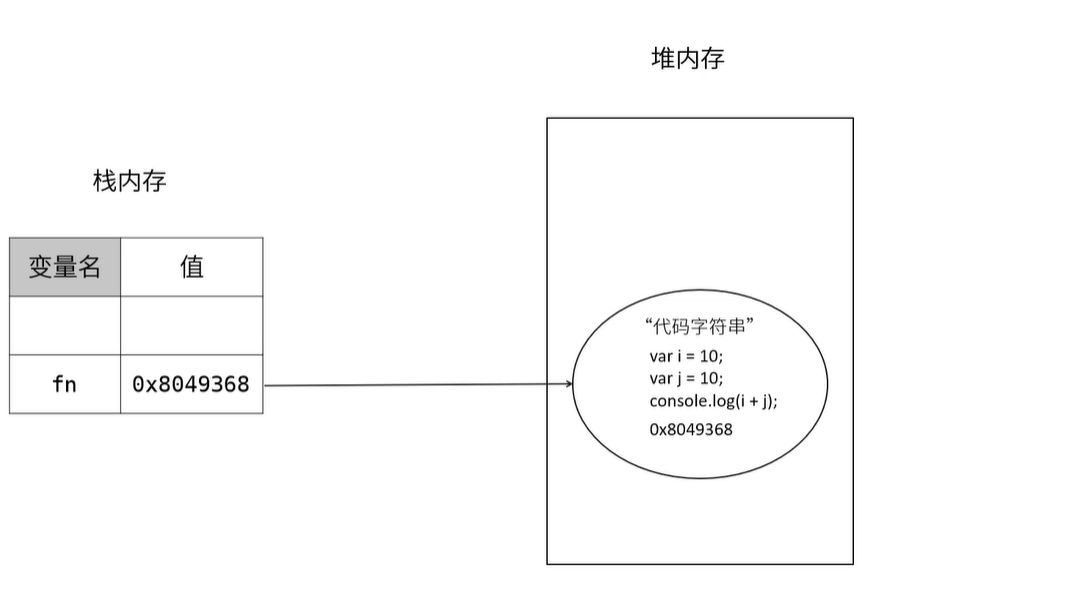 堆内存
栈内存
变量名 值
fn 0x8049368
“代码字符串”
var i = 10;
var j = 10;
console.log(i + j);
0x8049368